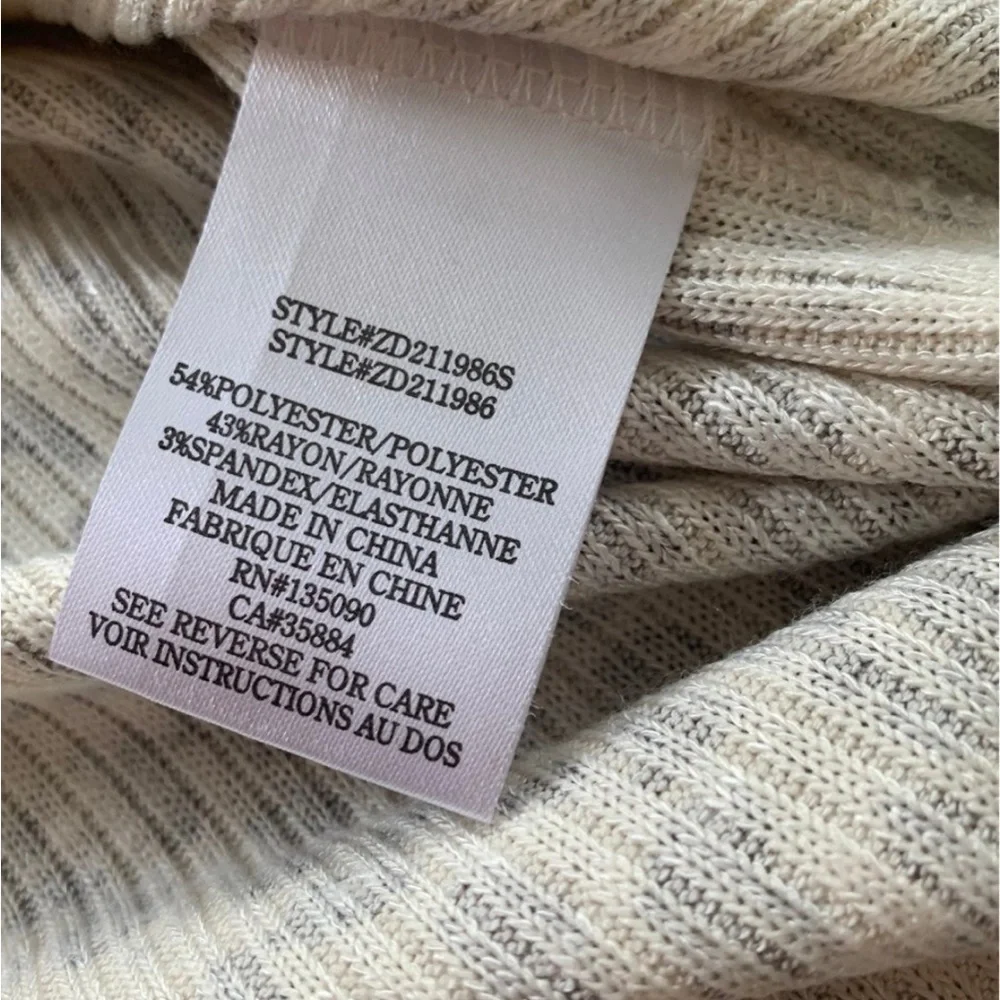 STYLE#ZD211986S
STYLE#ZD211986
54%POLYESTER/POLYESTER
43%RAYON/RAYONNE
3%SPANDEX/ELASTHANNE
MADE IN CHINA
FABRIQUE EN CHINE
RN#135090
CA#35884
SEE REVERSE FOR CARE
VOIR INSTRUCTIONS AU DOS